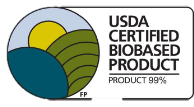 USDA
CERTIFIED
BIOBASED
PRODUCT
PRODUCT 99%
FP